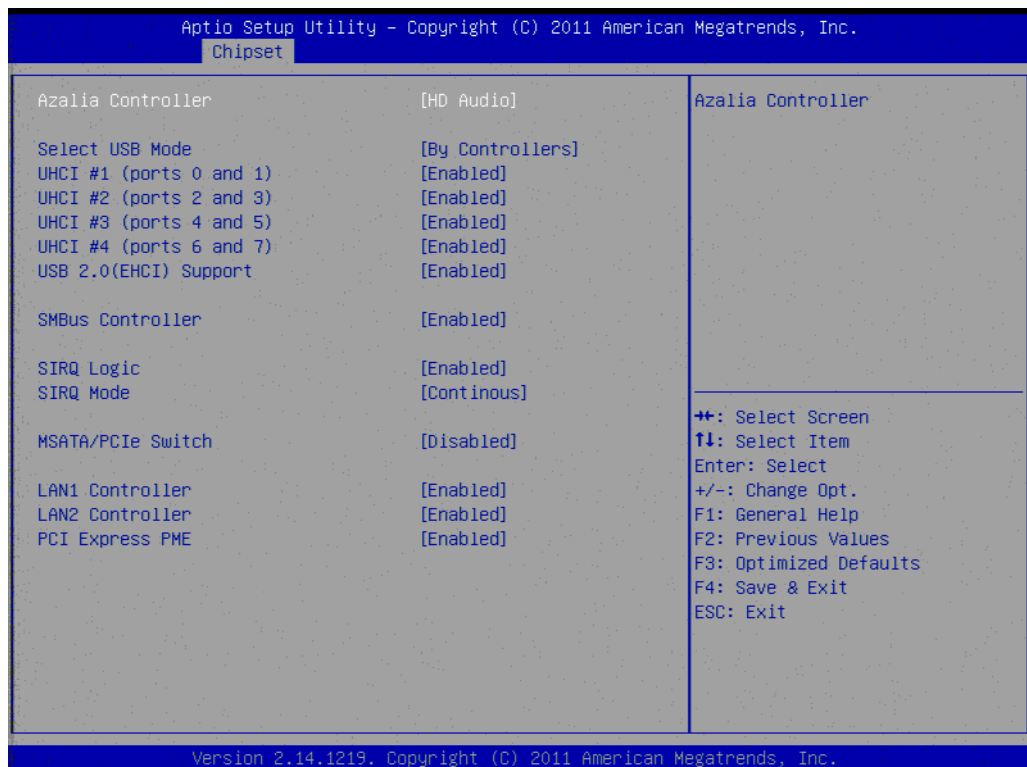 Aptio Setup Utility – Copyright (C) 2011 American Megatrends, Inc.
Chipset
Azalia Controller [HD Audio]
Select USB Mode [By Controllers]
UHCI #1 (ports 0 and 1) [Enabled]
UHCI #2 (ports 2 and 3) [Enabled]
UHCI #3 (ports 4 and 5) [Enabled]
UHCI #4 (ports 6 and 7) [Enabled]
USB 2.0(EHCI) Support [Enabled]
SMBus Controller [Enabled]
SIRQ Logic [Enabled]
SIRQ Mode [Continous]
MSATA/PCIe Switch [Disabled]
LAN1 Controller [Enabled]
LAN2 Controller [Enabled]
PCI Express PME [Enabled]
Azalia Controller
→←: Select Screen
↑↓: Select Item
Enter: Select
+/-: Change Opt.
F1: General Help
F2: Previous Values
F3: Optimized Defaults
F4: Save & Exit
ESC: Exit
Version 2.14.1219. Copyright (C) 2011 American Megatrends, Inc.